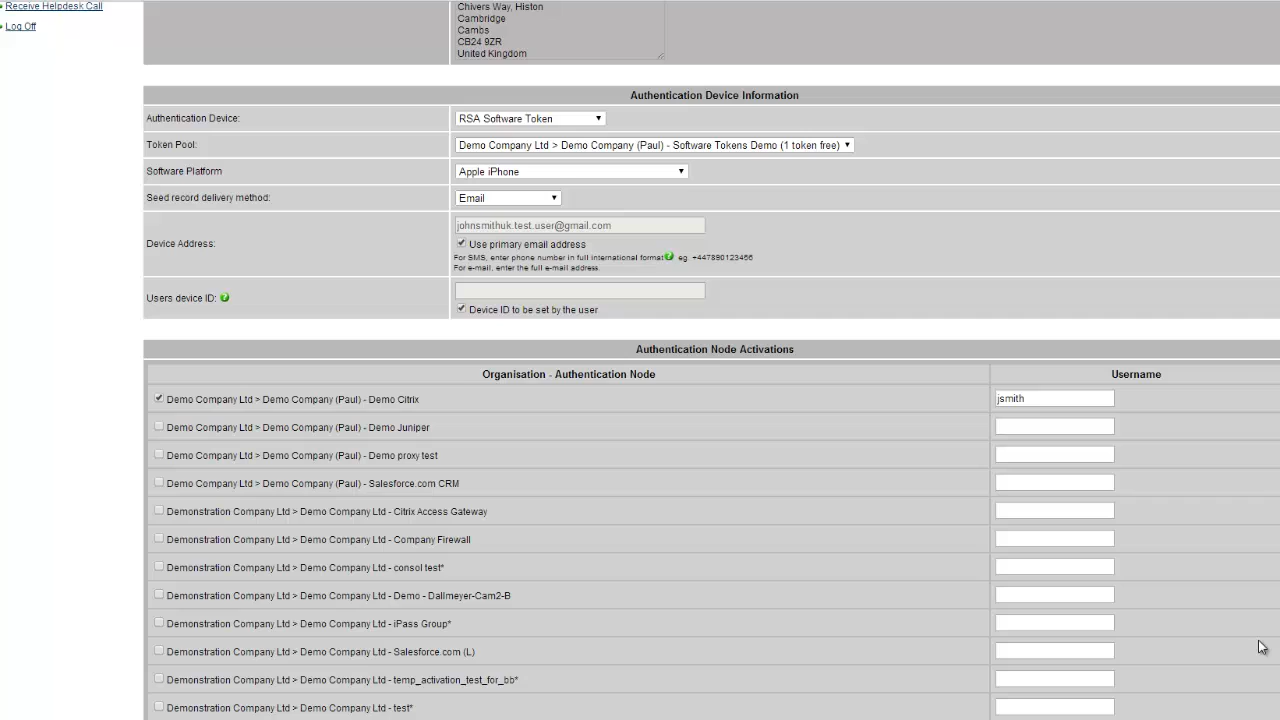 Receive Helpdesk Call
Log Off
Chivers Way, Histon
Cambridge
Cambs
CB24 9ZR
United Kingdom
Authentication Device Information
Authentication Device:
RSA Software Token
Token Pool:
Demo Company Ltd > Demo Company (Paul) - Software Tokens Demo (1 token free)
Software Platform
Apple iPhone
Seed record delivery method:
Email
Device Address:
johnsmithuk.test.user@gmail.com
Use primary email address
For SMS, enter phone number in full international format eg. +447890123456
For e-mail, enter the full e-mail address.
Users device ID:
Device ID to be set by the user
Authentication Node Activations
Organisation - Authentication Node
Username
Demo Company Ltd > Demo Company (Paul) - Demo Citrix
jsmith
Demo Company Ltd > Demo Company (Paul) - Demo Juniper
Demo Company Ltd > Demo Company (Paul) - Demo proxy test
Demo Company Ltd > Demo Company (Paul) - Salesforce.com CRM
Demonstration Company Ltd > Demo Company Ltd - Citrix Access Gateway
Demonstration Company Ltd > Demo Company Ltd - Company Firewall
Demonstration Company Ltd > Demo Company Ltd - consol test*
Demonstration Company Ltd > Demo Company Ltd - Demo - Dallmeyer-Cam2-B
Demonstration Company Ltd > Demo Company Ltd - iPass Group*
Demonstration Company Ltd > Demo Company Ltd - Salesforce.com (L)
Demonstration Company Ltd > Demo Company Ltd - temp_activation_test_for_bb*
Demonstration Company Ltd > Demo Company Ltd - test*